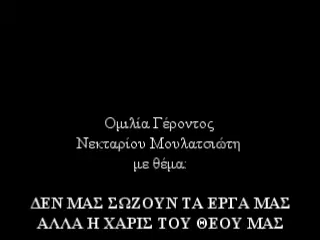 Ομιλία Γέροντος
Νεκταρίου Μουλατσιώτη
με θέμα:
ΔΕΝ ΜΑΣ ΣΩΖΟΥΝ ΤΑ ΕΡΓΑ ΜΑΣ
ΑΛΛΑ Η ΧΑΡΙΣ ΤΟΥ ΘΕΟΥ ΜΑΣ